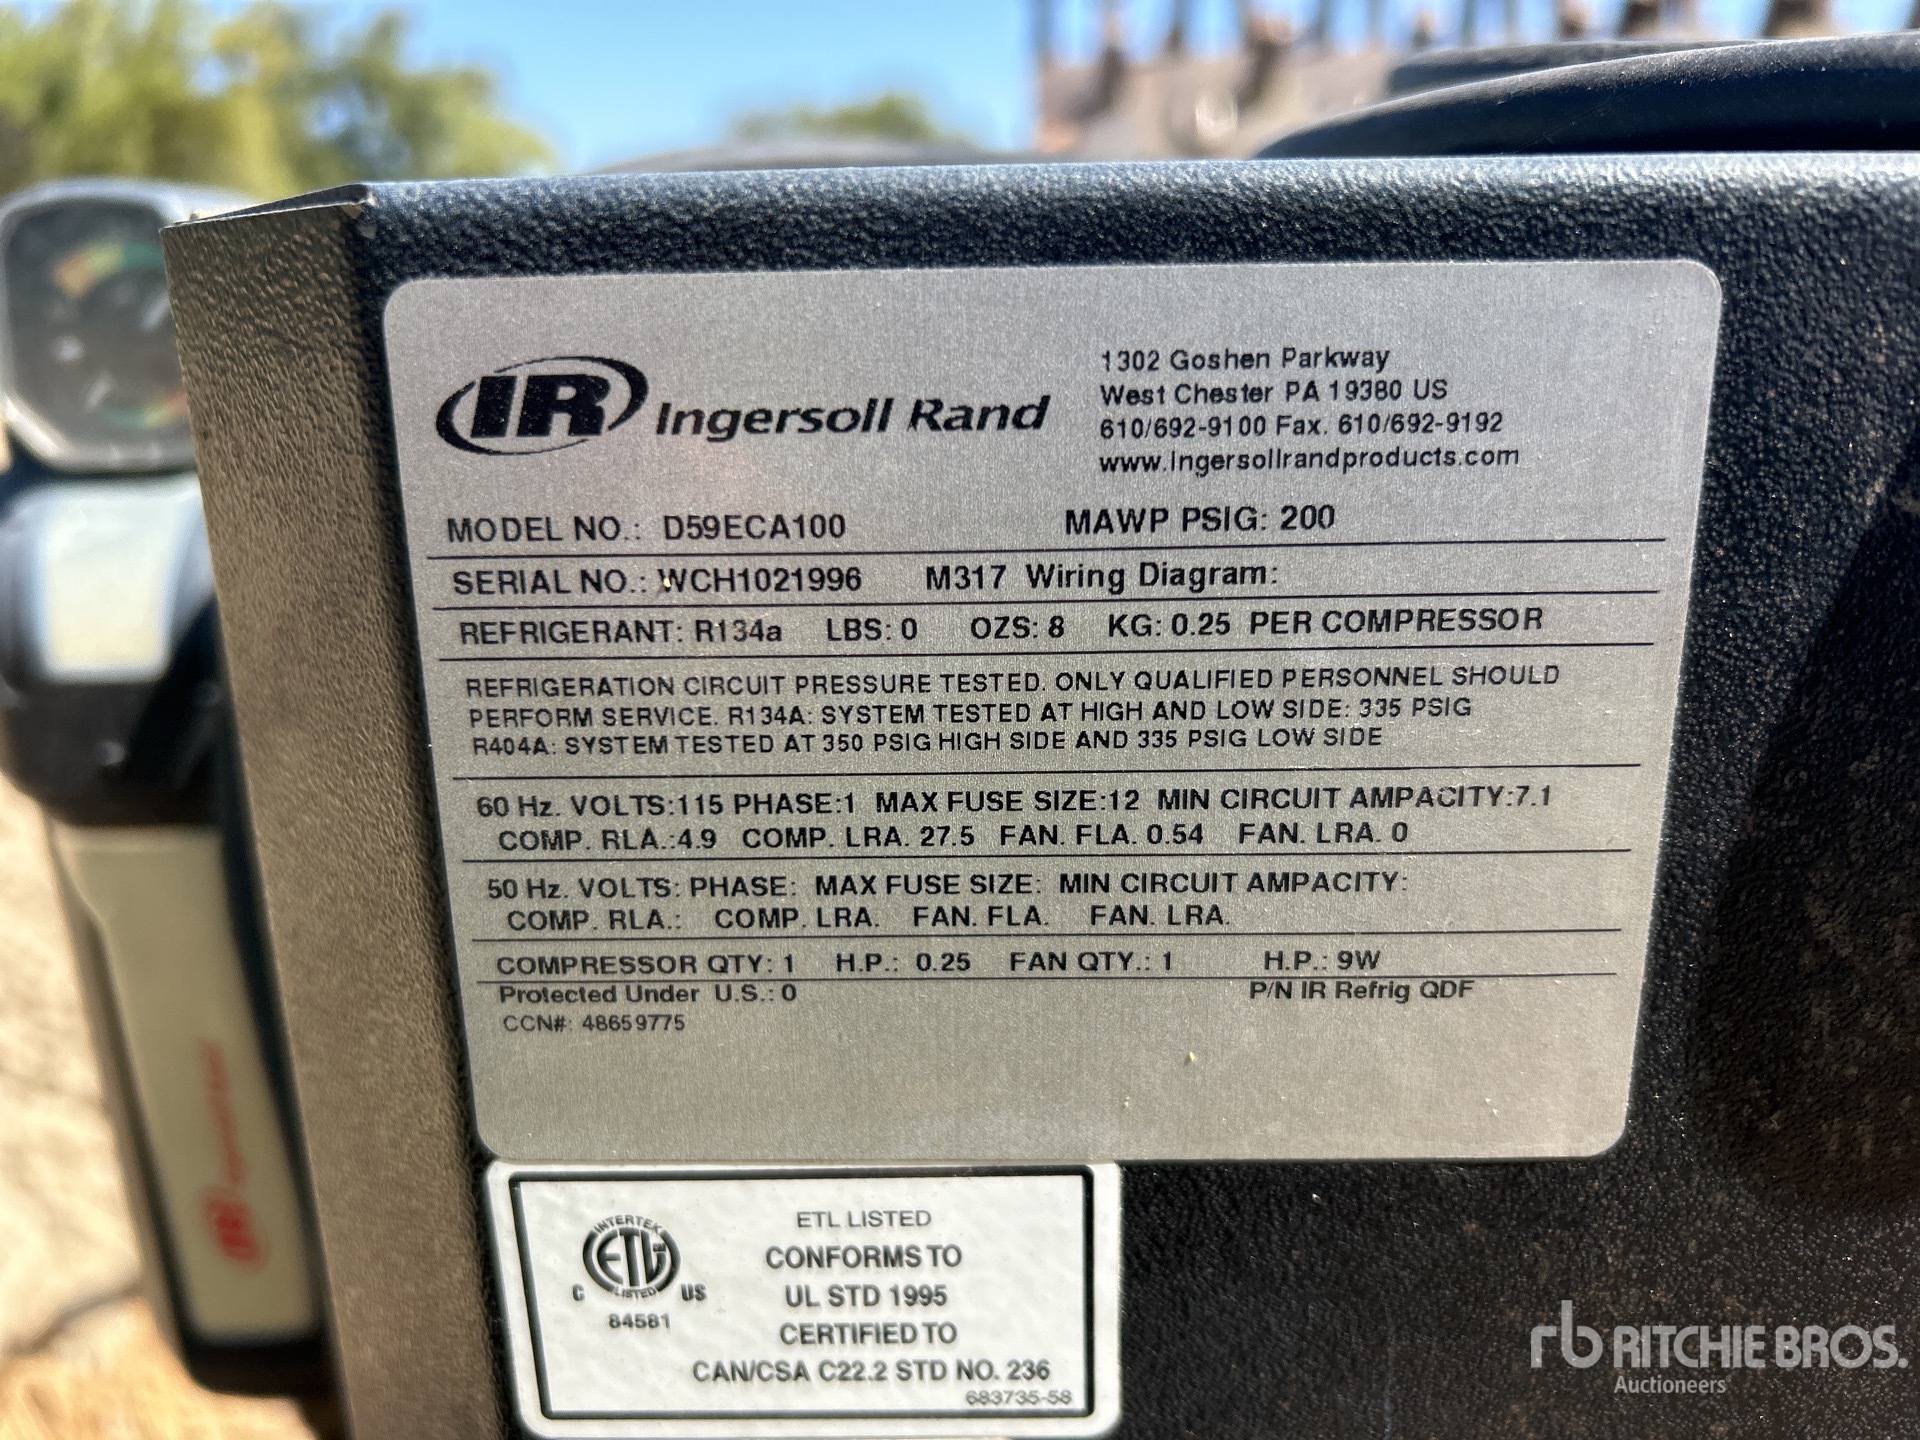 IR Ingersoll Rand
1302 Goshen Parkway
West Chester PA 19380 US
610/692-9100 Fax. 610/692-9192
www.ingersollrandproducts.com
MODEL NO.: D59ECA100 MAWP PSIG: 200
SERIAL NO.: WCH1021996 M317 Wiring Diagram:
REFRIGERANT: R134a LBS: 0 OZS: 8 KG: 0.25 PER COMPRESSOR
REFRIGERATION CIRCUIT PRESSURE TESTED. ONLY QUALIFIED PERSONNEL SHOULD
PERFORM SERVICE. R134A: SYSTEM TESTED AT HIGH AND LOW SIDE: 335 PSIG
R404A: SYSTEM TESTED AT 350 PSIG HIGH SIDE AND 335 PSIG LOW SIDE
60 Hz. VOLTS:115 PHASE:1 MAX FUSE SIZE:12 MIN CIRCUIT AMPACITY:7.1
COMP. RLA.:4.9 COMP. LRA. 27.5 FAN. FLA. 0.54 FAN. LRA. 0
50 Hz. VOLTS: PHASE: MAX FUSE SIZE: MIN CIRCUIT AMPACITY:
COMP. RLA.: COMP. LRA. FAN. FLA. FAN. LRA.
COMPRESSOR QTY: 1 H.P.: 0.25 FAN QTY.: 1 H.P.: 9W
Protected Under U.S.: 0 P/N IR Refrig QDF
CCN#: 48659775
INTERTEK
ETL
LISTED
C US
84581
ETL LISTED
CONFORMS TO
UL STD 1995
CERTIFIED TO
CAN/CSA C22.2 STD NO. 236
683735-58
IR
rb RITCHIE BROS.
Auctioneers